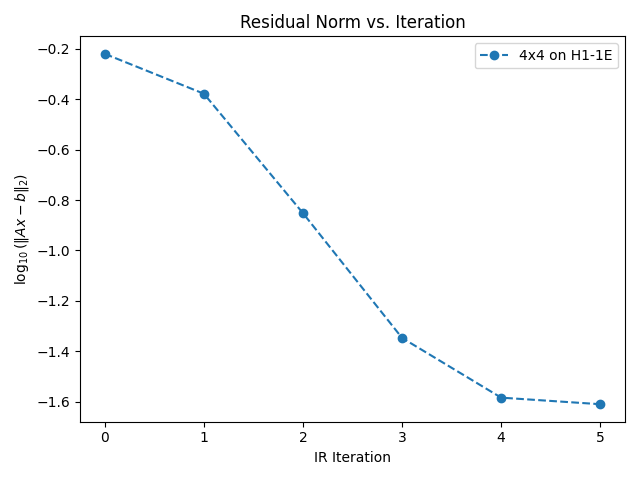 Residual Norm vs. Iteration
4x4 on H1-1E
log₁₀(‖Ax − b‖₂)
−0.2
−0.4
−0.6
−0.8
−1.0
−1.2
−1.4
−1.6
0 1 2 3 4 5
IR Iteration